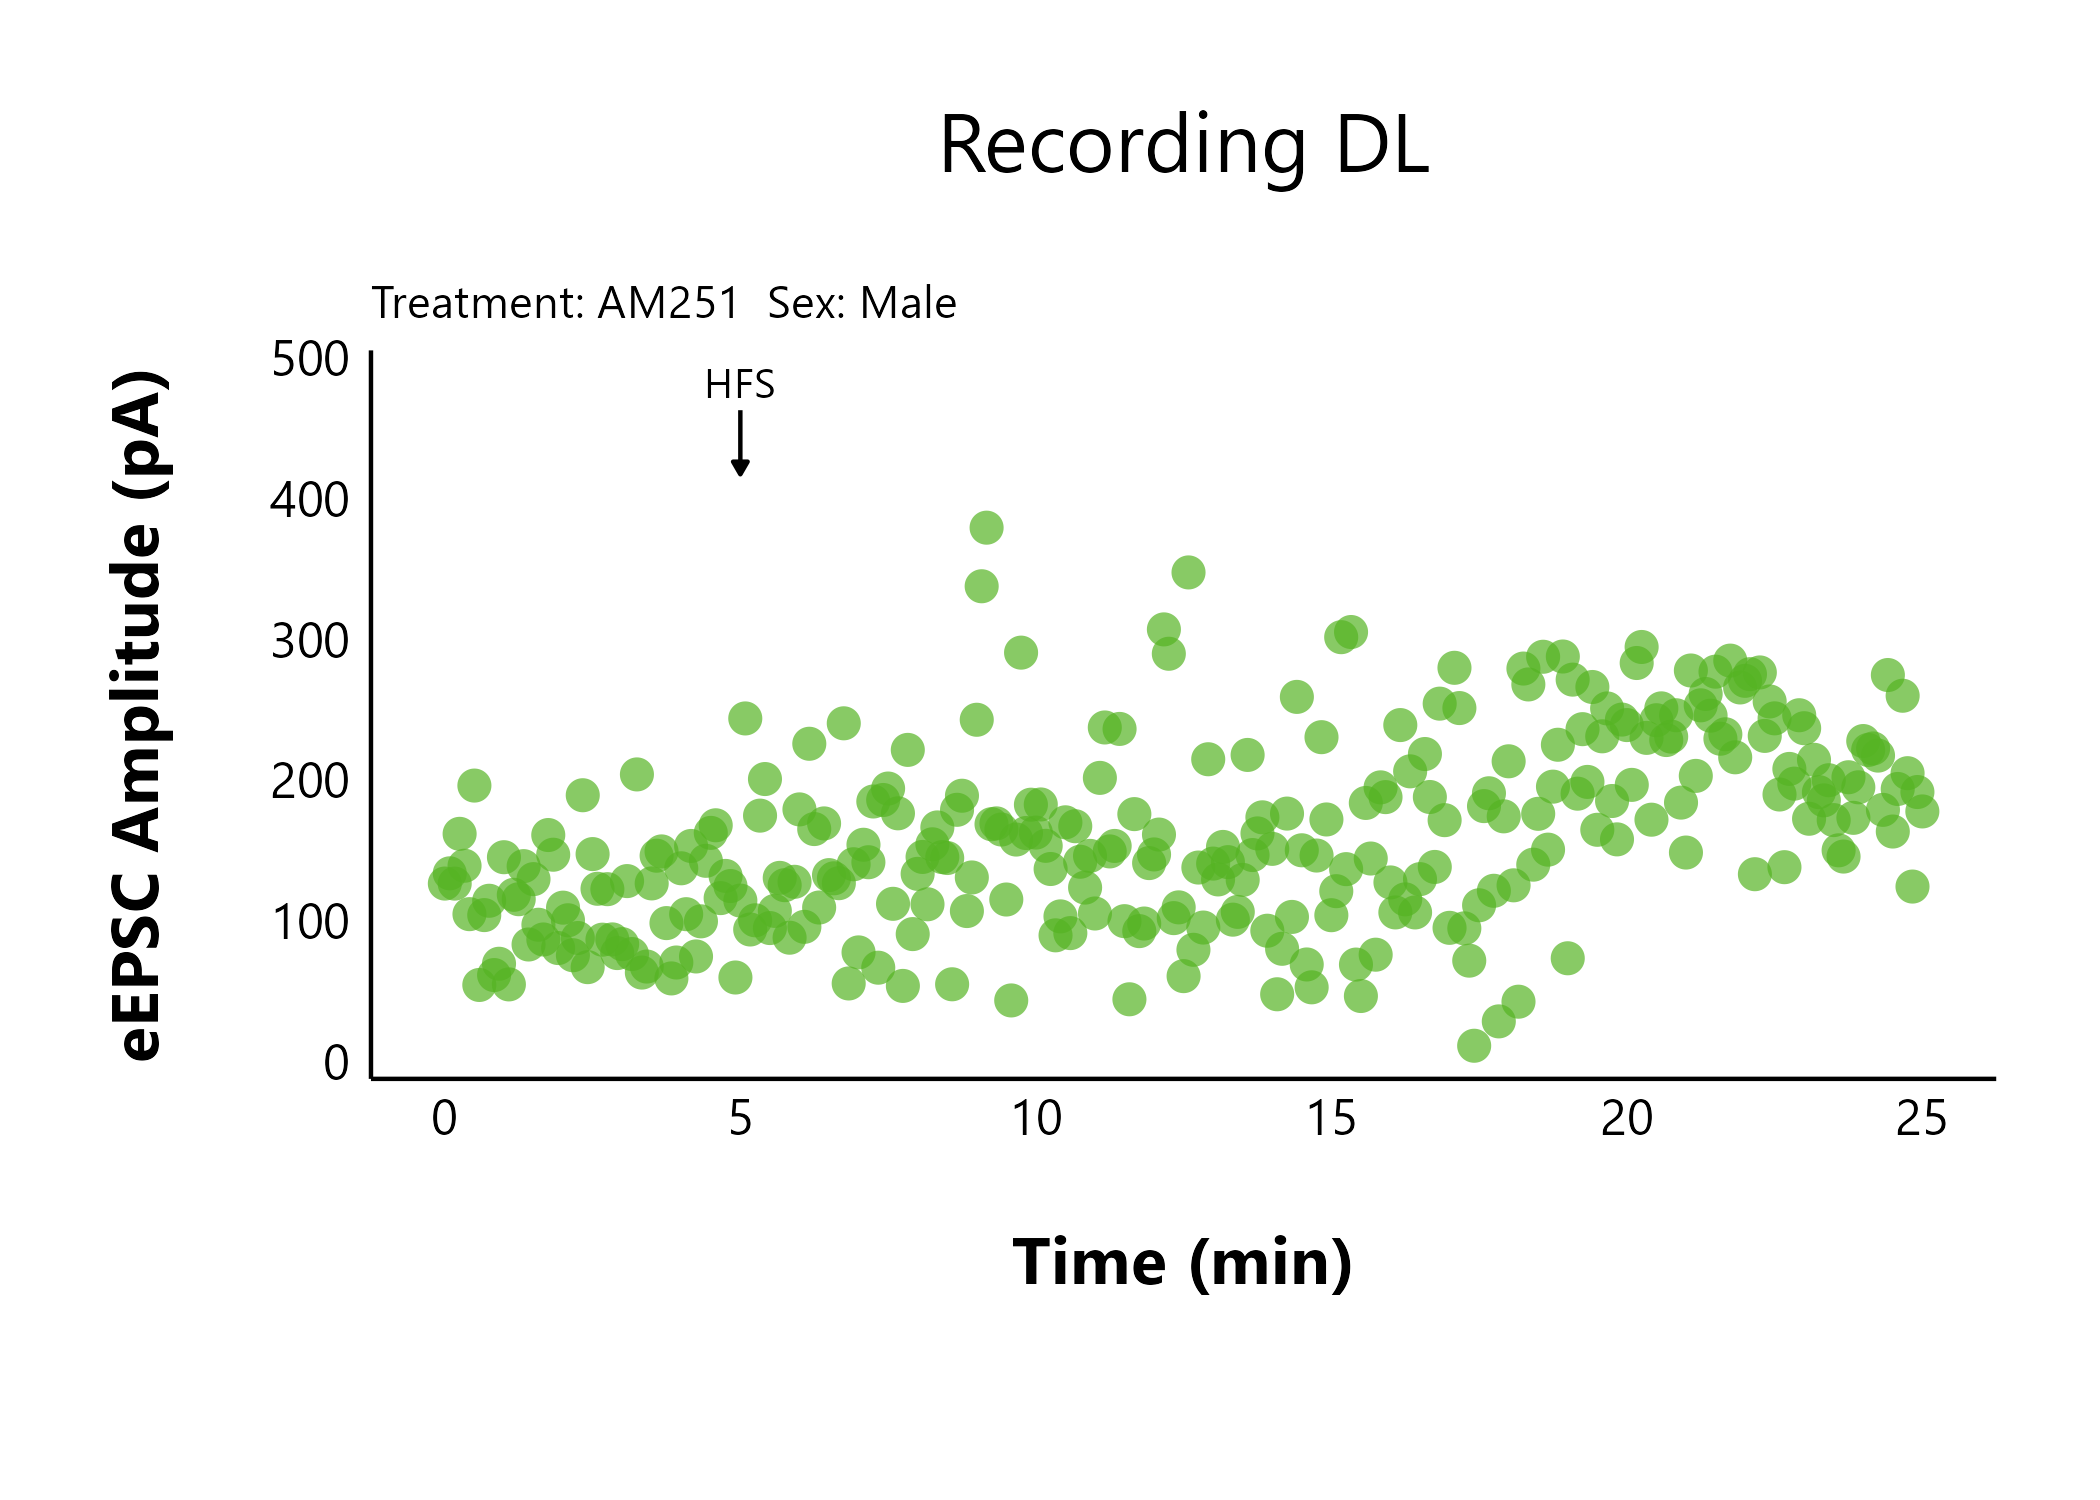 Recording DL
Treatment: AM251  Sex: Male
eEPSC Amplitude (pA)
500
400
300
200
100
0
HFS
0 5 10 15 20 25
Time (min)